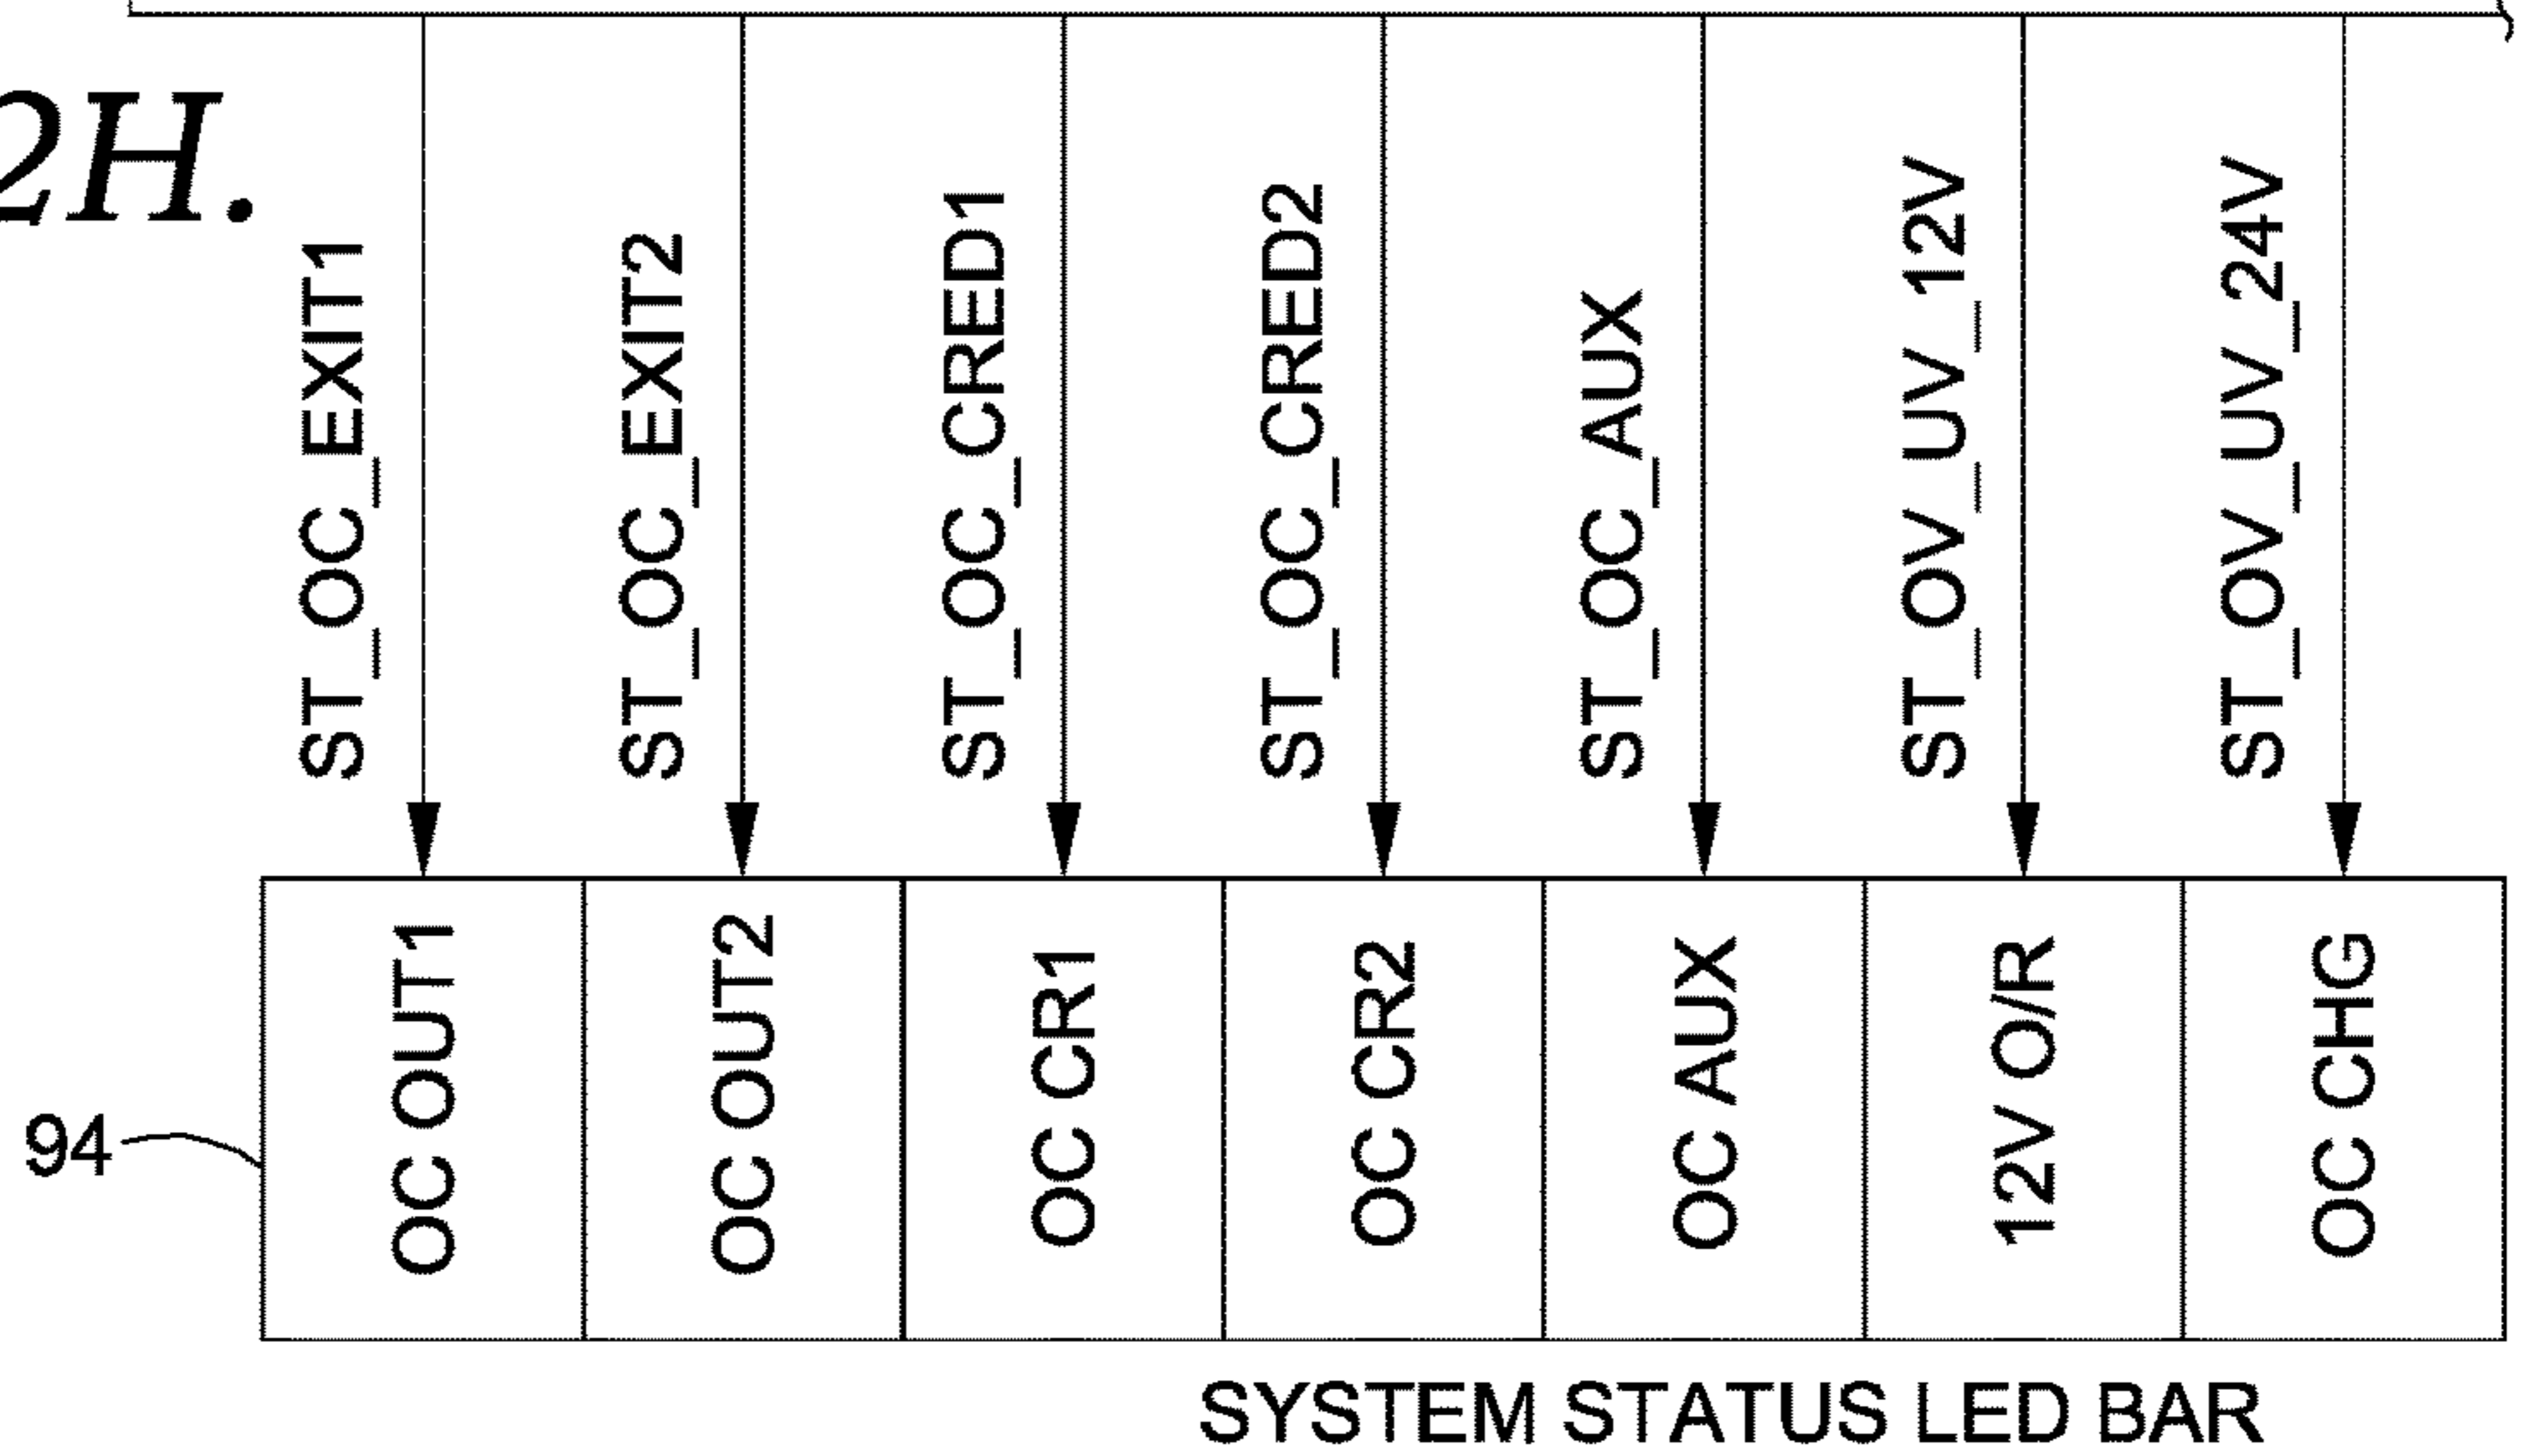 2H.
ST_OC_EXIT1
ST_OC_EXIT2
ST_OC_CRED1
ST_OC_CRED2
ST_OC_AUX
ST_OV_UV_12V
ST_OV_UV_24V
94
OC OUT1
OC OUT2
OC CR1
OC CR2
OC AUX
12V O/R
OC CHG
SYSTEM STATUS LED BAR